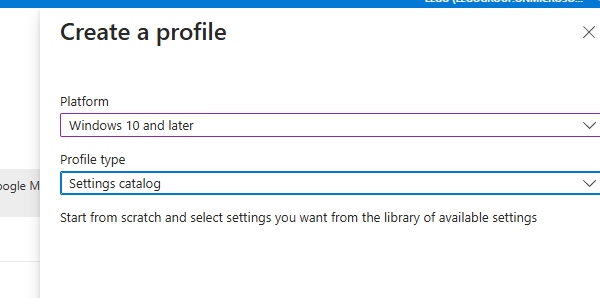 Create a profile
Platform
Windows 10 and later
Profile type
Settings catalog
Start from scratch and select settings you want from the library of available settings
oogle M